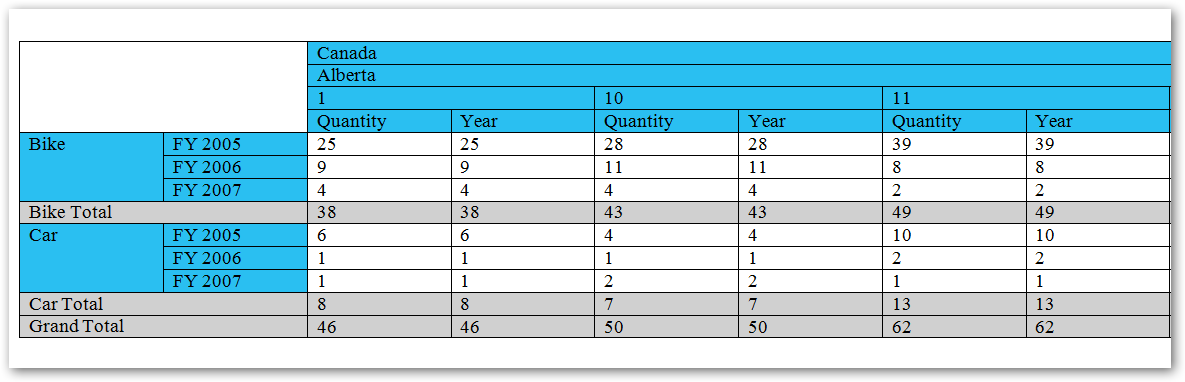 Canada
Alberta
1 10 11
Quantity Year Quantity Year Quantity Year
Bike FY 2005 25 25 28 28 39 39
FY 2006 9 9 11 11 8 8
FY 2007 4 4 4 4 2 2
Bike Total 38 38 43 43 49 49
Car FY 2005 6 6 4 4 10 10
FY 2006 1 1 1 1 2 2
FY 2007 1 1 2 2 1 1
Car Total 8 8 7 7 13 13
Grand Total 46 46 50 50 62 62